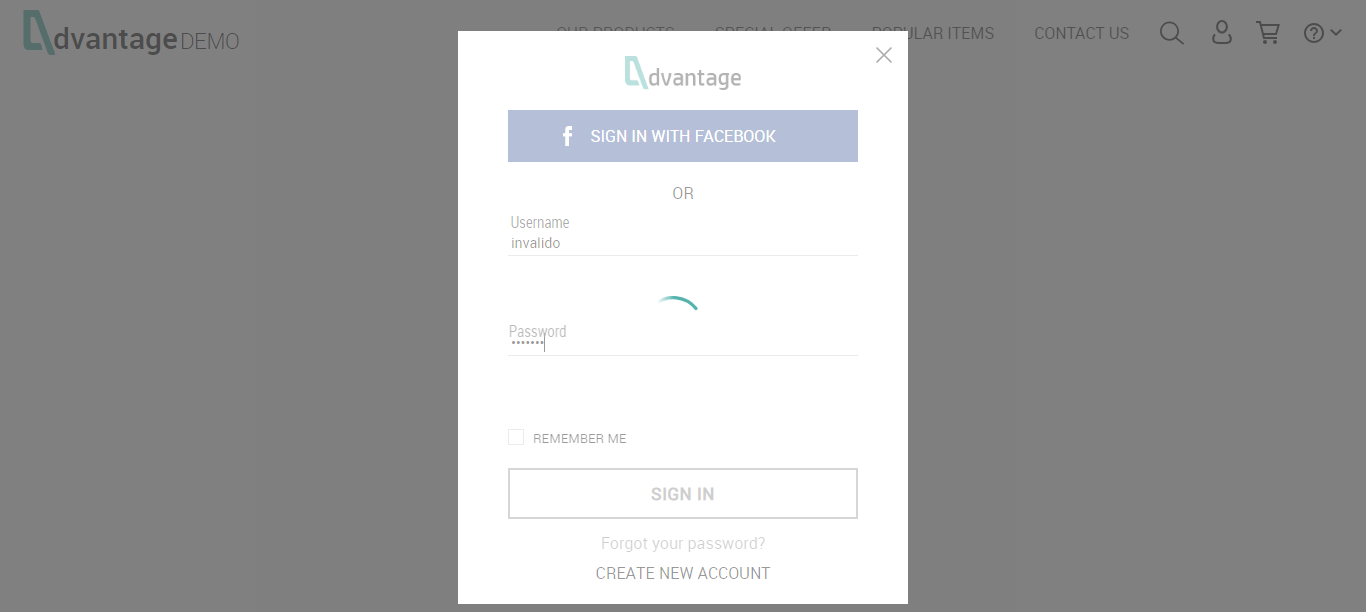 dvantage DEMO
OUR PRODUCTS SPECIAL OFFER POPULAR ITEMS CONTACT US
dvantage
SIGN IN WITH FACEBOOK
OR
Username
invalido
Password
•••••••
REMEMBER ME
SIGN IN
Forgot your password?
CREATE NEW ACCOUNT